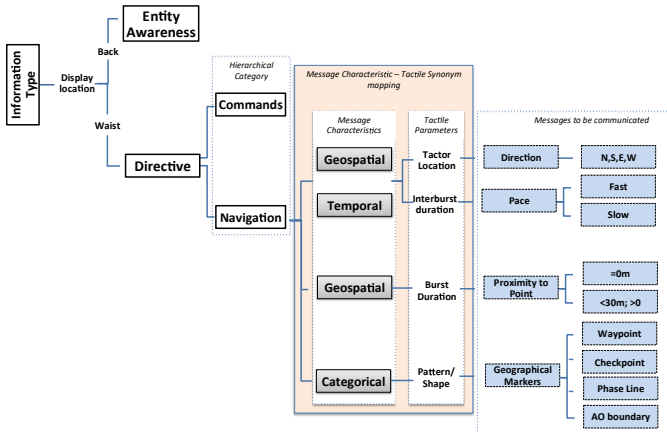 Entity
Awareness
Back
Information
Type
Display
location
Waist
Directive
Hierarchical
Category
Commands
Navigation
Message Characteristic – Tactile Synonym
mapping
Message
Characteristics
Tactile
Parameters
Geospatial
Temporal
Geospatial
Categorical
Tactor
Location
Interburst
duration
Burst
Duration
Pattern/
Shape
Messages to be communicated
Direction
N,S,E,W
Pace
Fast
Slow
Proximity to
Point
=0m
<30m; >0
Geographical
Markers
Waypoint
Checkpoint
Phase Line
AO boundary